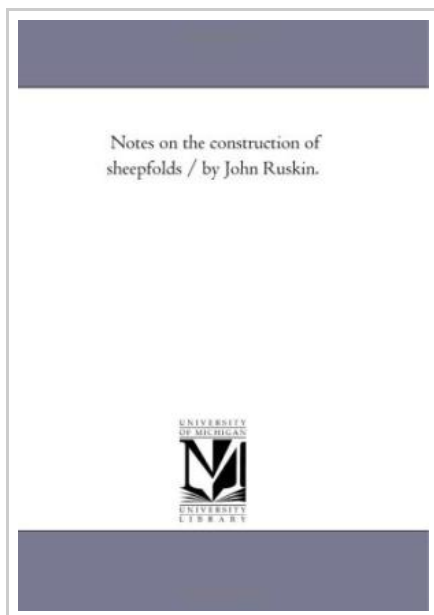 Notes on the construction of
sheepfolds / by John Ruskin.
UNIVERSITY
OF MICHIGAN
UNIVERSITY
LIBRARY